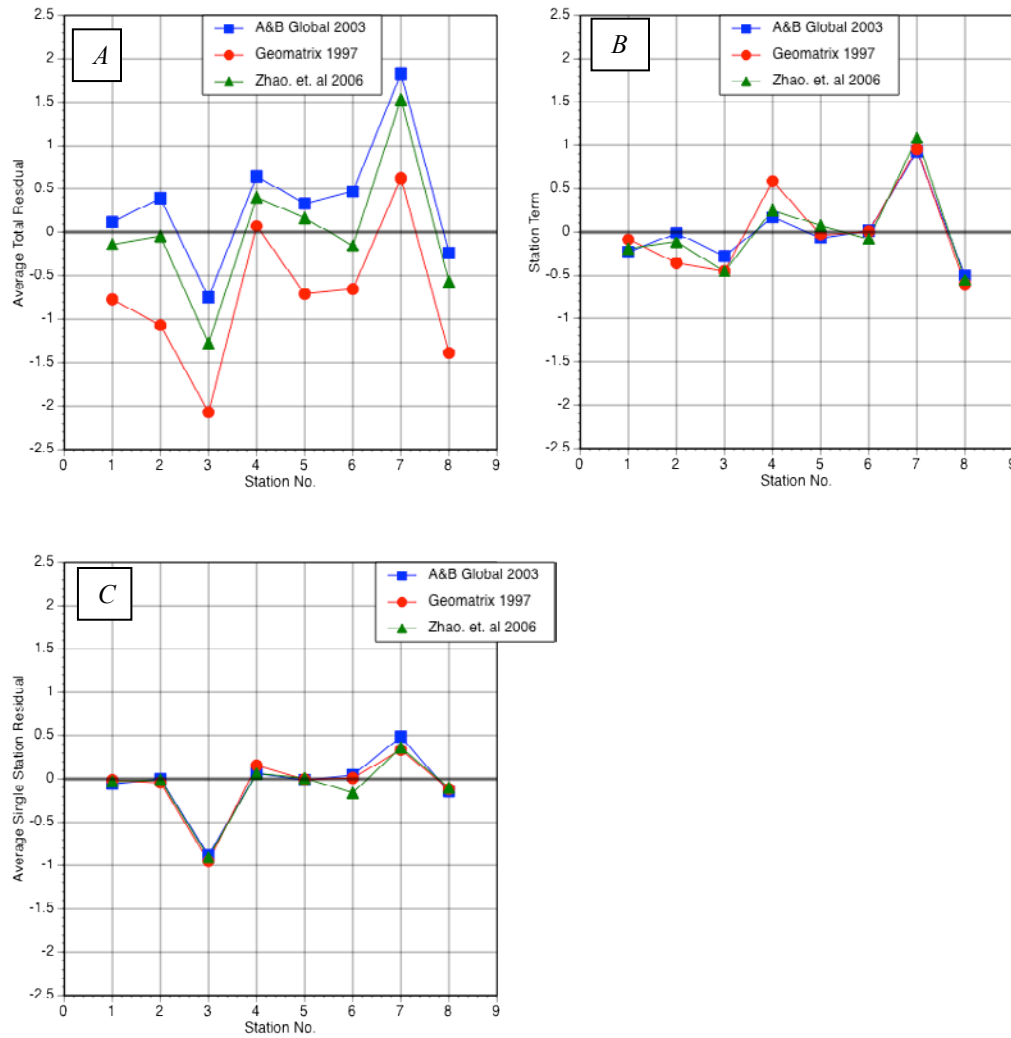 A
A&B Global 2003
Geomatrix 1997
Zhao. et. al 2006
2.5
2
1.5
1
0.5
0
-0.5
-1
-1.5
-2
-2.5
Average Total Resdual
0 1 2 3 4 5 6 7 8 9
Station No.
B
A&B Global 2003
Geomatrix 1997
Zhao. et. al 2006
2.5
2
1.5
1
0.5
0
-0.5
-1
-1.5
-2
-2.5
Station Term
0 1 2 3 4 5 6 7 8 9
Station No.
C
A&B Global 2003
Geomatrix 1997
Zhao. et. al 2006
2.5
2
1.5
1
0.5
0
-0.5
-1
-1.5
-2
-2.5
Average Single Station Residual
0 1 2 3 4 5 6 7 8 9
Station No.